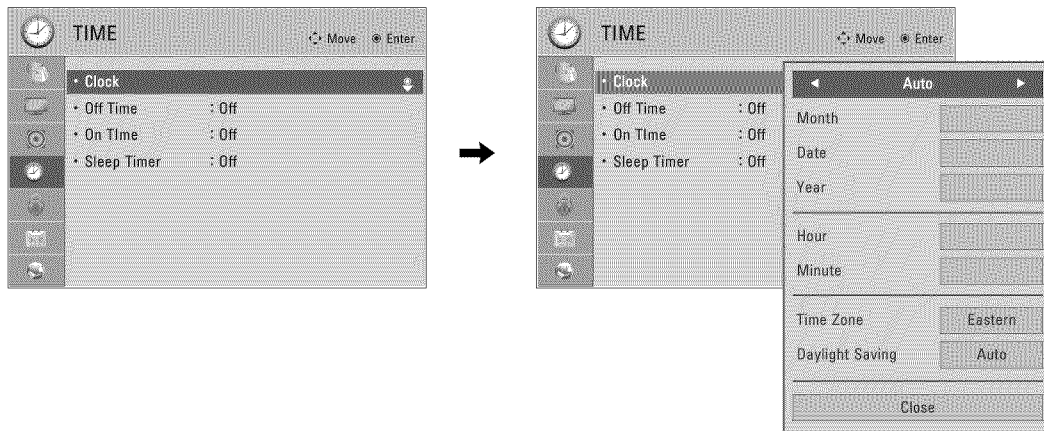 TIME
Move Enter
• Clock
• Off Time : Off
• On TIme : Off
• Sleep Timer : Off
TIME
Move Enter
• Clock
• Off Time : Off
• On TIme : Off
• Sleep Timer : Off
Auto
Month
Date
Year
Hour
Minute
Time Zone Eastern
Daylight Saving Auto
Close